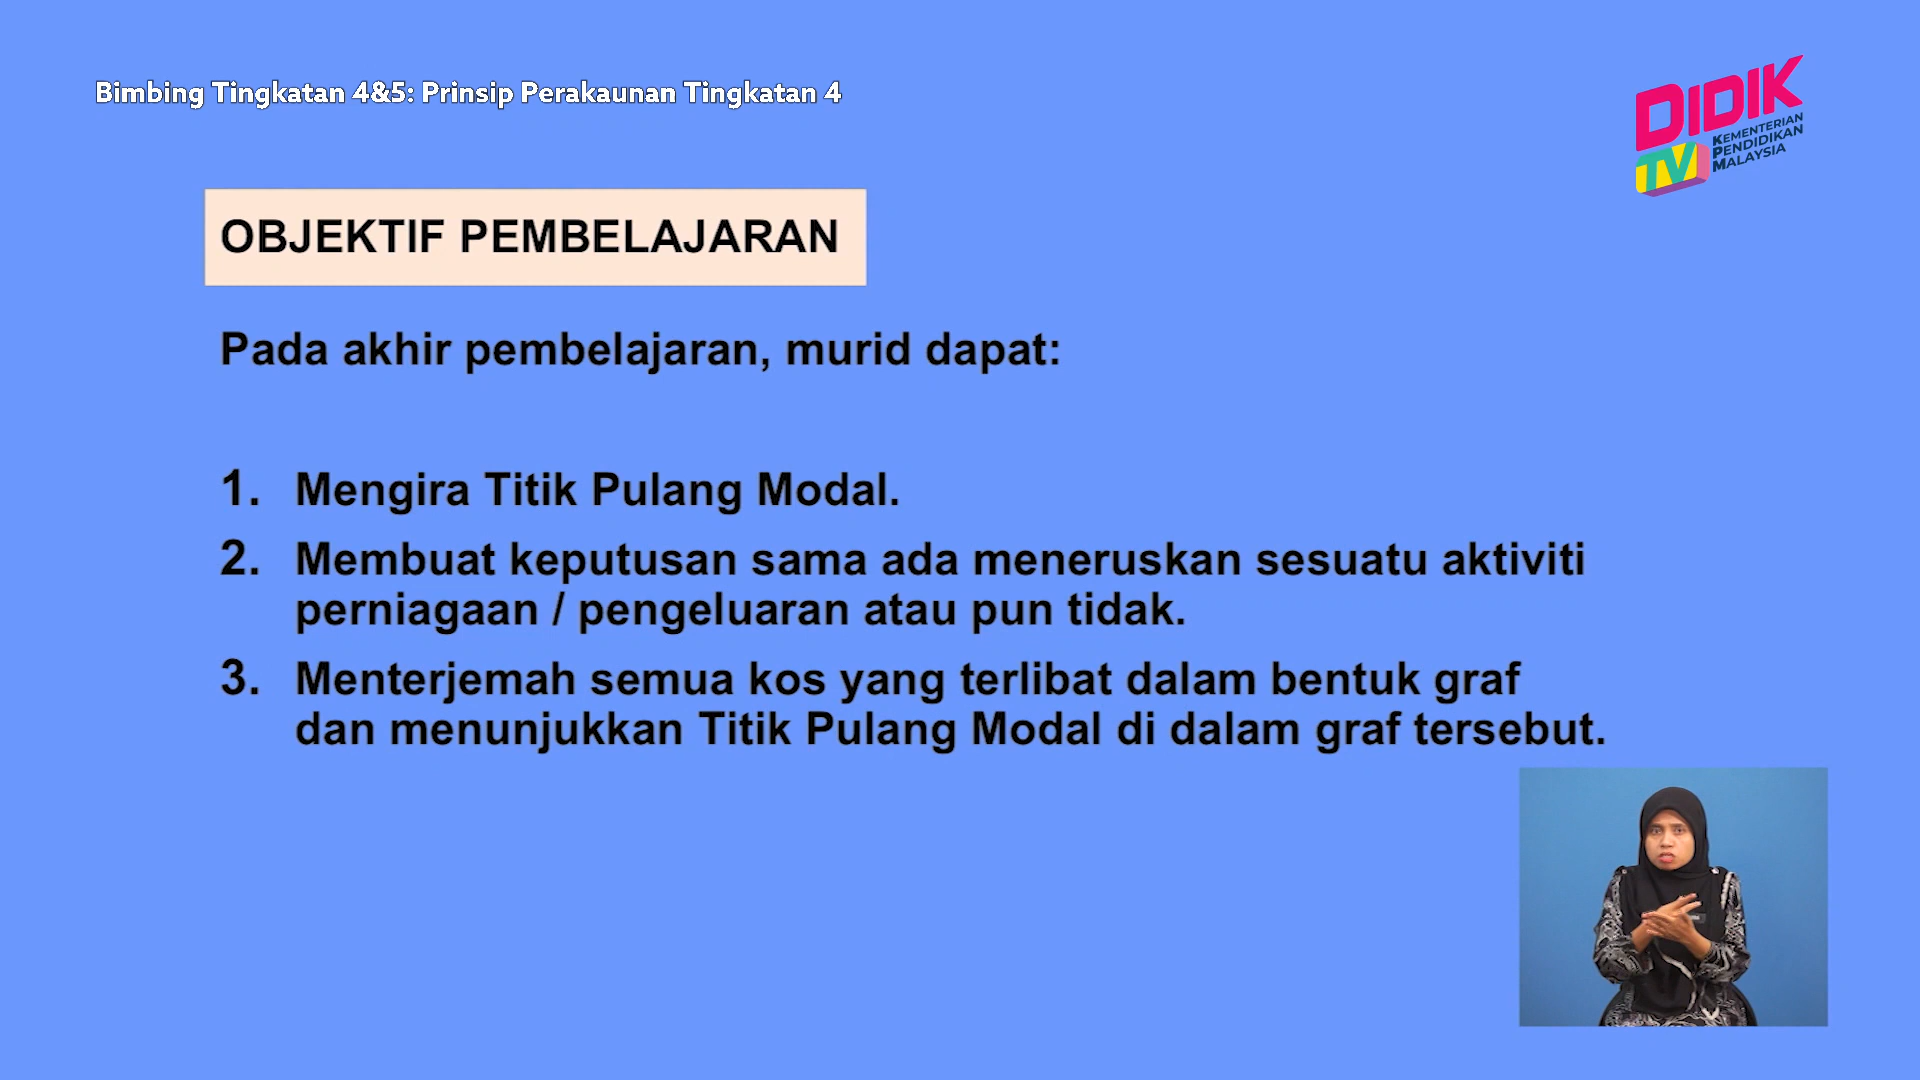 Bimbing Tingkatan 4&5: Prinsip Perakaunan Tingkatan 4
DIDIK
TV
KEMENTERIAN
PENDIDIKAN
MALAYSIA
OBJEKTIF PEMBELAJARAN
Pada akhir pembelajaran, murid dapat:
1. Mengira Titik Pulang Modal.
2. Membuat keputusan sama ada meneruskan sesuatu aktiviti
perniagaan / pengeluaran atau pun tidak.
3. Menterjemah semua kos yang terlibat dalam bentuk graf
dan menunjukkan Titik Pulang Modal di dalam graf tersebut.